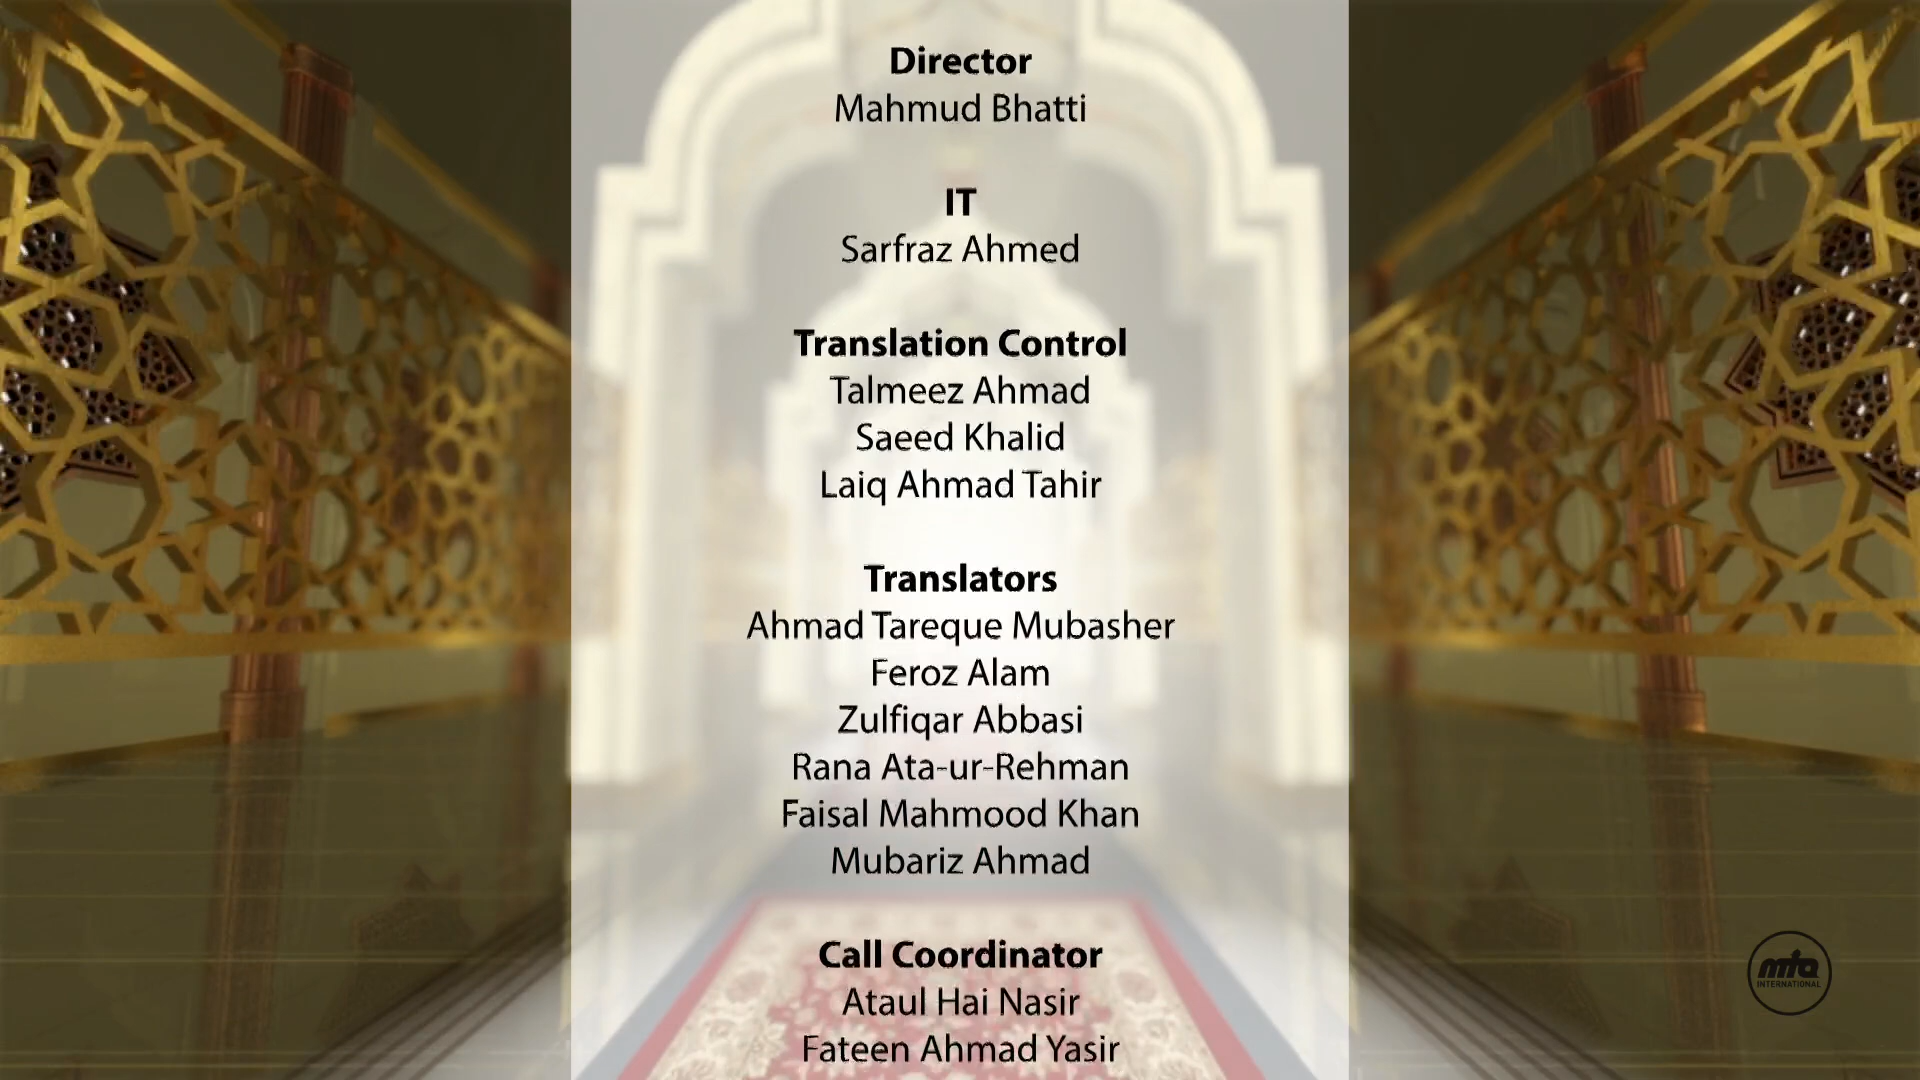 Director
Mahmud Bhatti
IT
Sarfraz Ahmed
Translation Control
Talmeez Ahmad
Saeed Khalid
Laiq Ahmad Tahir
Translators
Ahmad Tareque Mubasher
Feroz Alam
Zulfiqar Abbasi
Rana Ata-ur-Rehman
Faisal Mahmood Khan
Mubariz Ahmad
Call Coordinator
Ataul Hai Nasir
Fateen Ahmad Yasir
mta
INTERNATIONAL